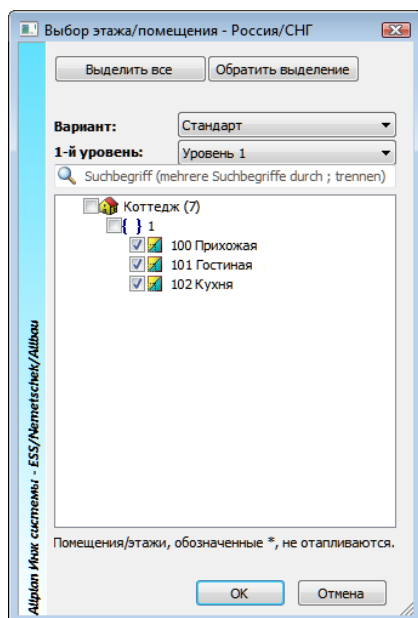 Выбор этажа/помещения - Россия/СНГ
Выделить все
Обратить выделение
Вариант:
Стандарт
1-й уровень:
Уровень 1
Suchbegriff (mehrere Suchbegriffe durch ; trennen)
Коттедж (7)
{ } 1
100 Прихожая
101 Гостиная
102 Кухня
Помещения/этажи, обозначенные *, не отапливаются.
OK
Отмена
Allplan Инж системы - ESS/Nemetschek/Allbau